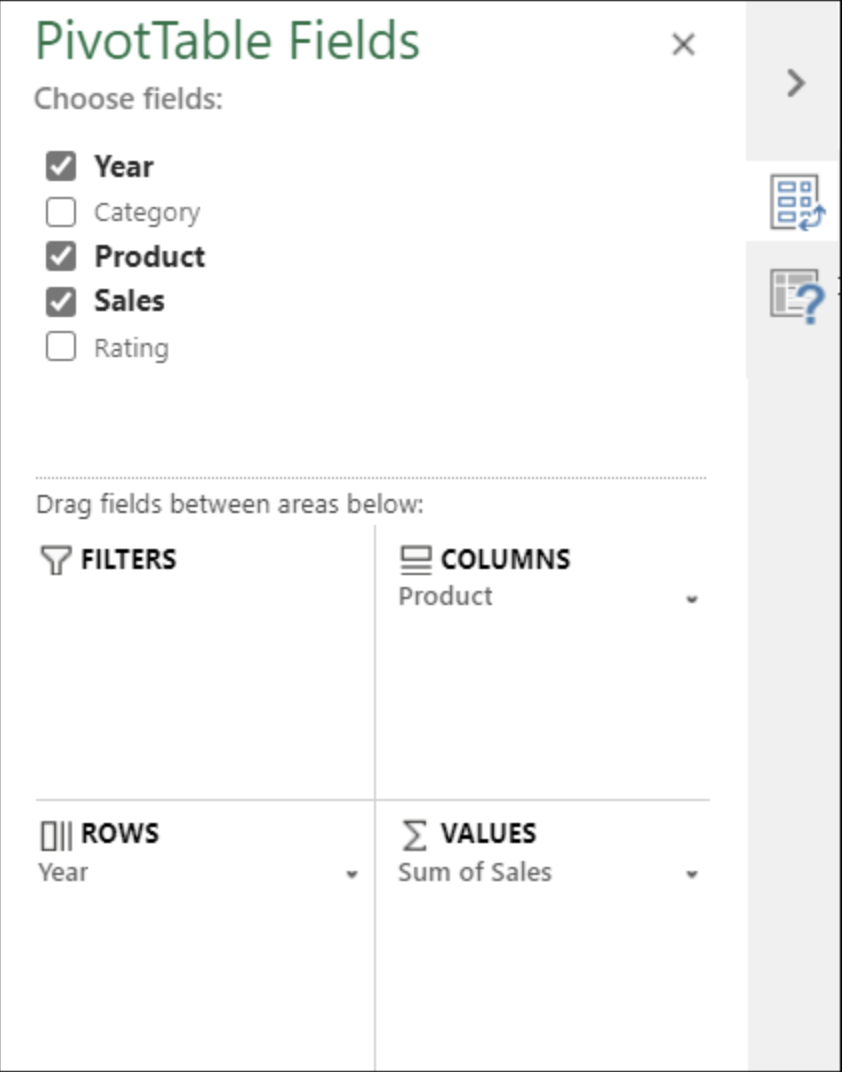 PivotTable Fields
Choose fields:
Year
Category
Product
Sales
Rating
Drag fields between areas below:
FILTERS
COLUMNS
Product
ROWS
Year
VALUES
Sum of Sales